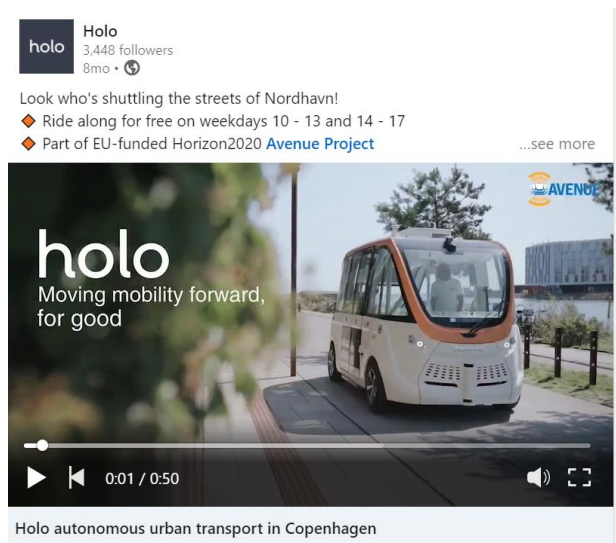 holo
Holo
3,448 followers
8mo •
Look who's shuttling the streets of Nordhavn!
Ride along for free on weekdays 10 - 13 and 14 - 17
Part of EU-funded Horizon2020 Avenue Project
...see more
AVENUE
holo
Moving mobility forward,
for good
0:01 / 0:50
Holo autonomous urban transport in Copenhagen